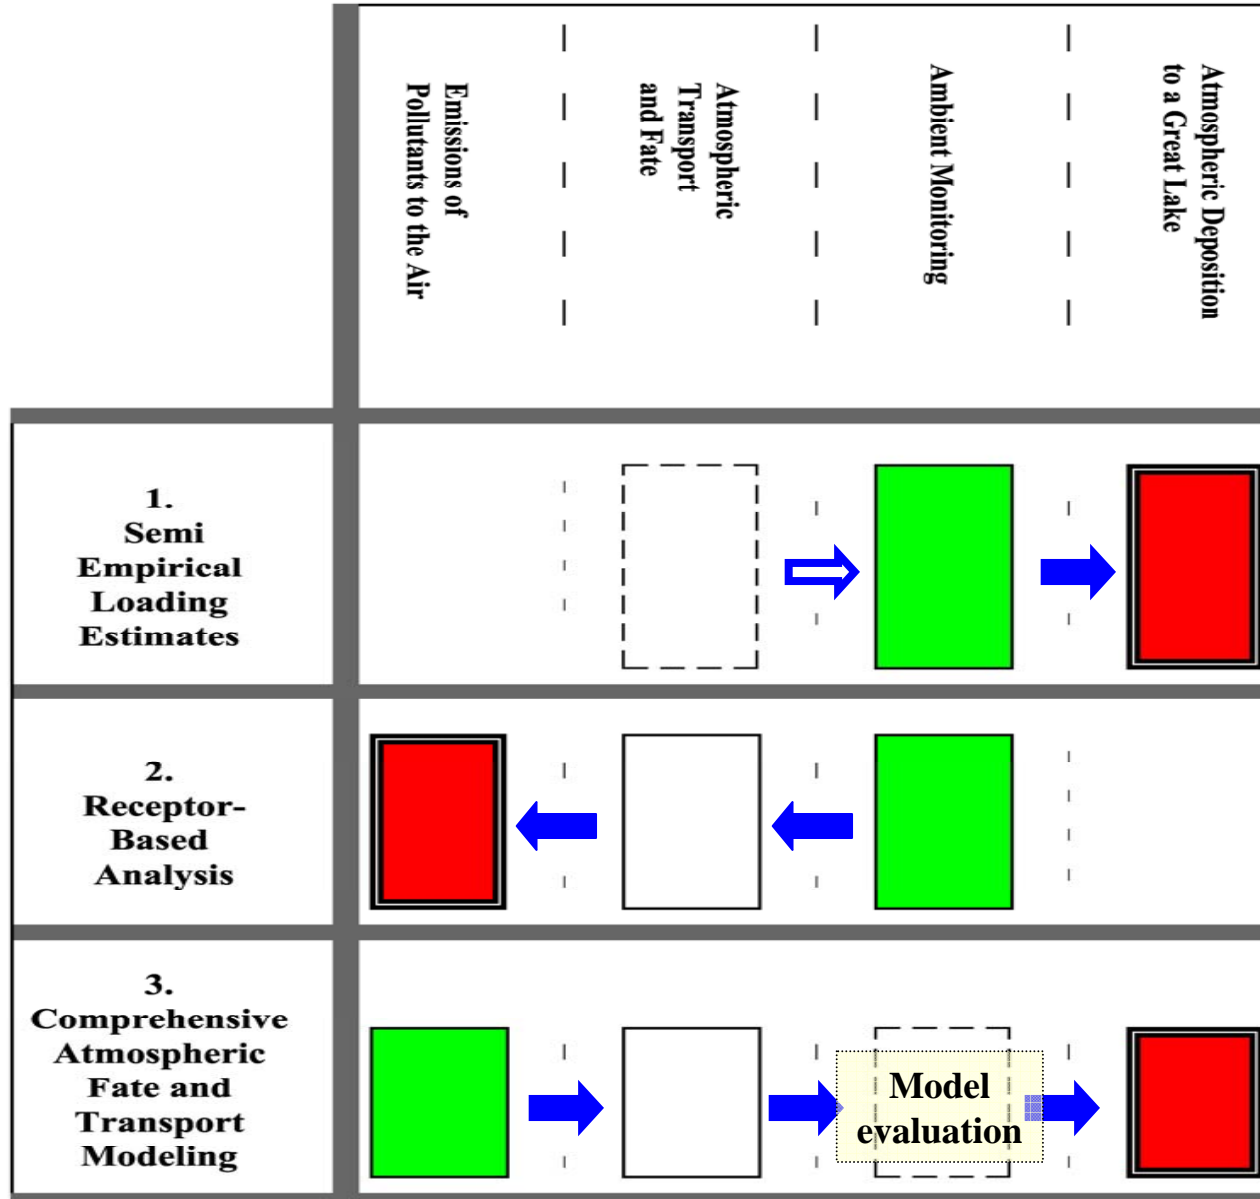 Emissions of
Pollutants to the Air
Atmospheric
Transport
and Fate
Ambient Monitoring
Atmospheric Deposition
to a Great Lake
1.
Semi
Empirical
Loading
Estimates
2.
Receptor-
Based
Analysis
3.
Comprehensive
Atmospheric
Fate and
Transport
Modeling
Model
evaluation